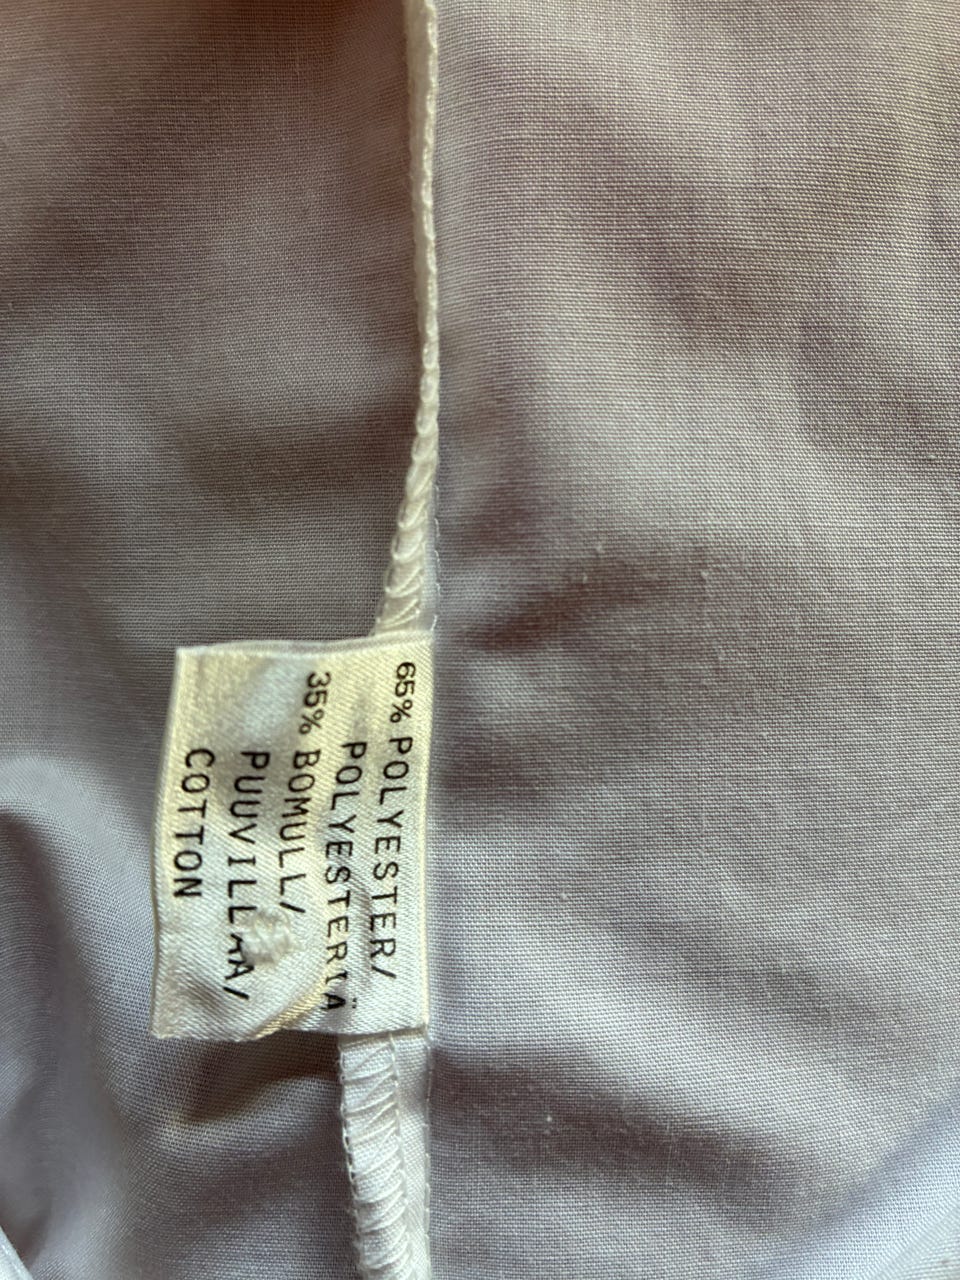 65% POLYESTER/
POLYESTERIÄ
35% BOMULL/
PUUVILLAA/
COTTON